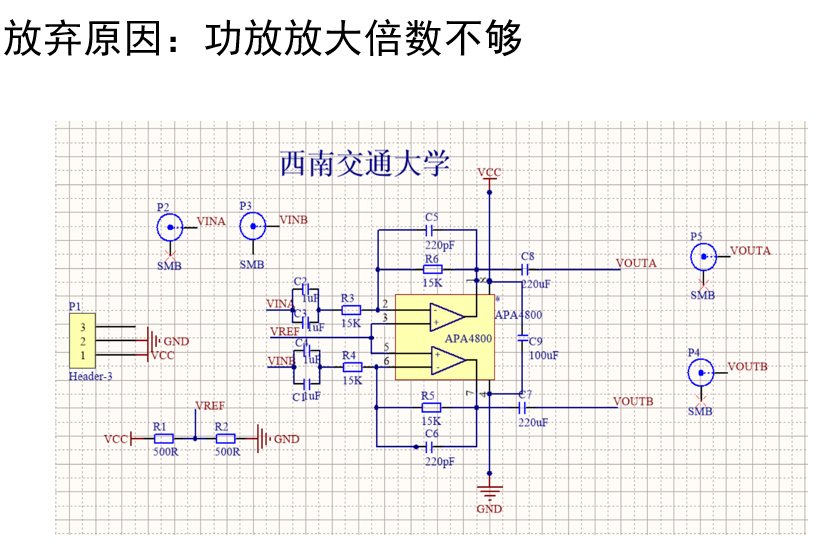 放弃原因：功放放大倍数不够
西南交通大学
VCC
P2
VINA
SMB
P3
VINB
SMB
C5
220pF
R6
15K
C8
220uF
VOUTA
P5
VOUTA
SMB
C2
1uF
VINA
C3
1uF
R3
15K
2
3
1
8
*
APA4800
APA4800
P1
3
2
1
GND
VCC
Header-3
VREF
C4
1uF
VINB
C1
1uF
R4
15K
5
6
7
4
C9
100uF
P4
VOUTB
SMB
R5
15K
C7
220uF
VOUTB
C6
220pF
VREF
VCC
R1
500R
R2
500R
GND
GND